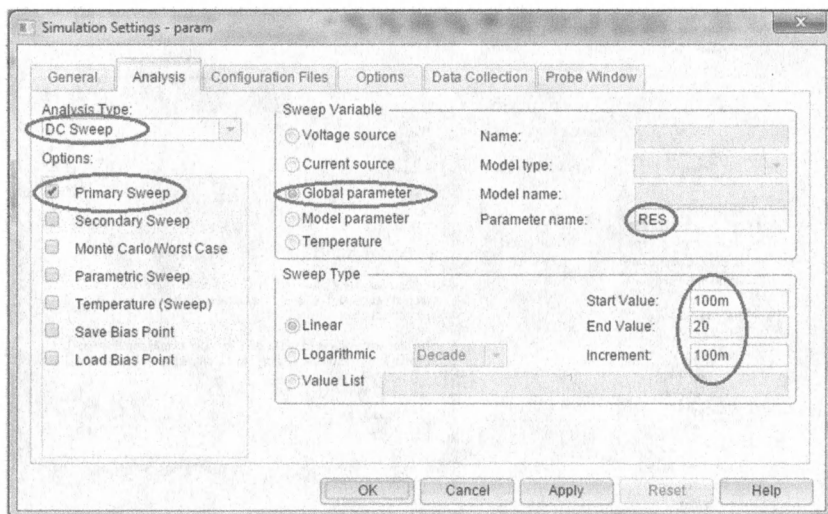 Simulation Settings - param
General Analysis Configuration Files Options Data Collection Probe Window
Analysis Type:
DC Sweep
Options:
Primary Sweep
Secondary Sweep
Monte Carlo/Worst Case
Parametric Sweep
Temperature (Sweep)
Save Bias Point
Load Bias Point
Sweep Variable
Voltage source
Current source
Global parameter
Model parameter
Temperature
Name:
Model type:
Model name:
Parameter name: RES
Sweep Type
Linear
Logarithmic Decade
Value List
Start Value: 100m
End Value: 20
Increment: 100m
OK Cancel Apply Reset Help